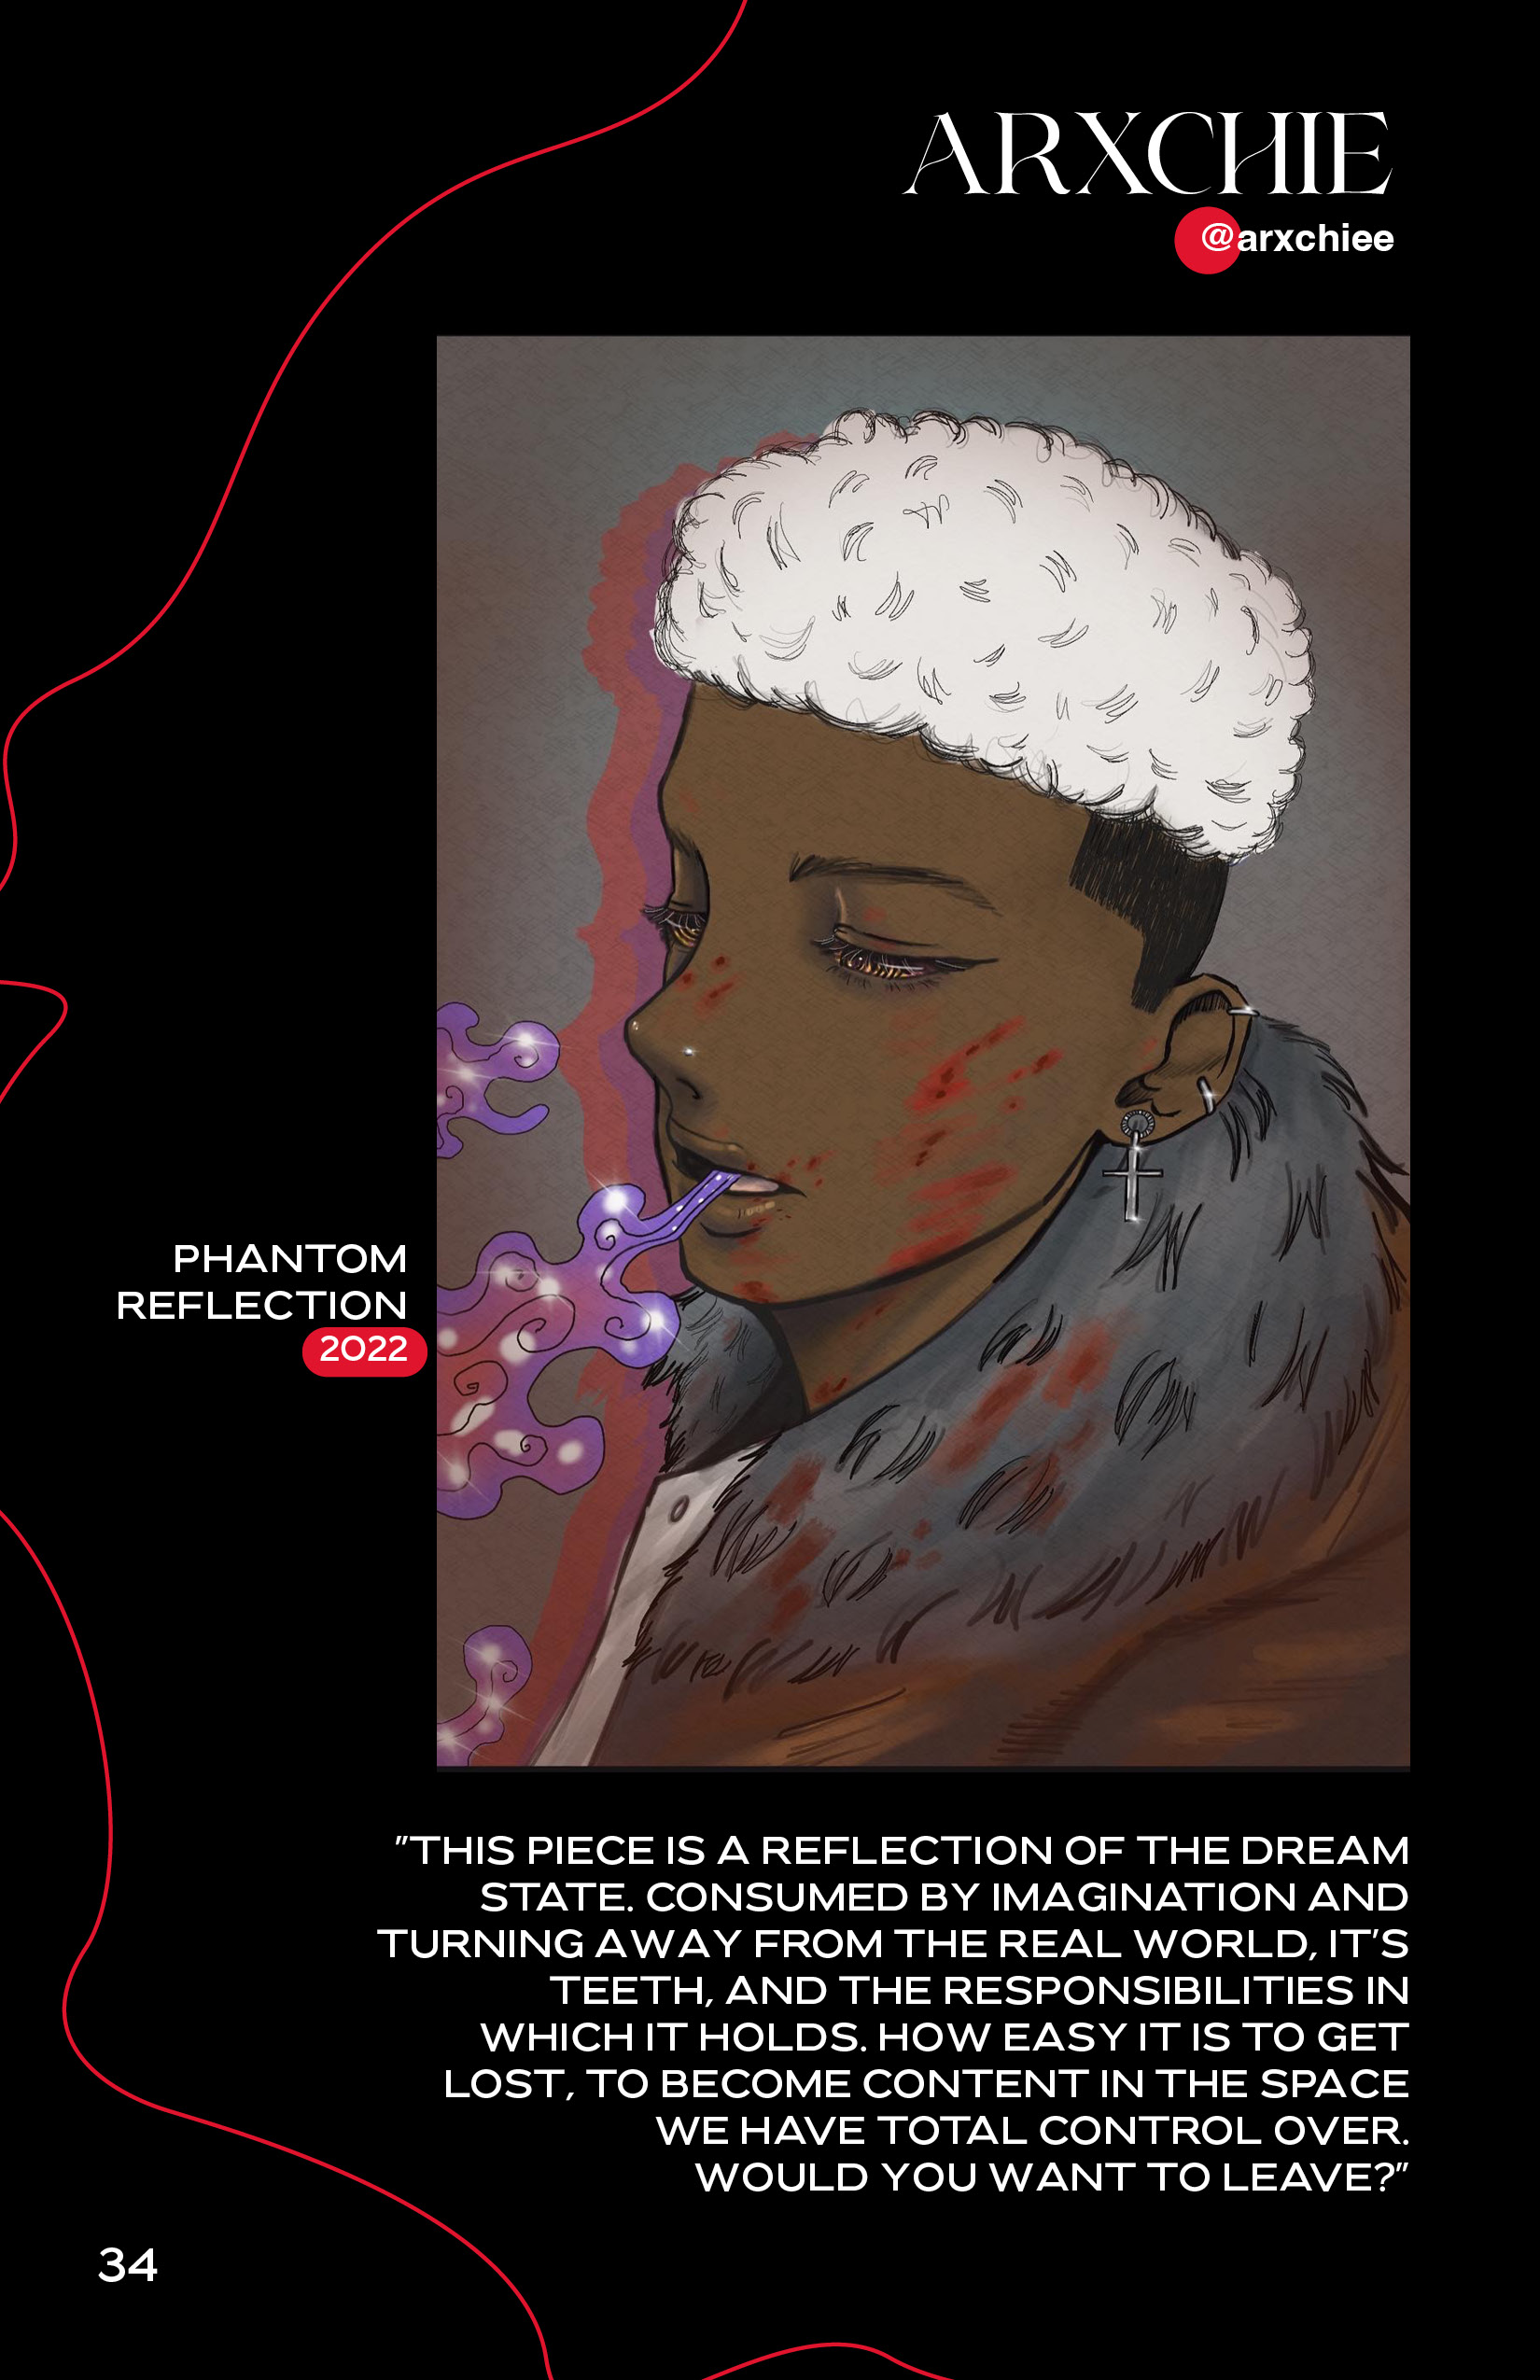 ARXCHIE
@arxchiee
PHANTOM
REFLECTION
2022
"THIS PIECE IS A REFLECTION OF THE DREAM
STATE. CONSUMED BY IMAGINATION AND
TURNING AWAY FROM THE REAL WORLD, IT'S
TEETH, AND THE RESPONSIBILITIES IN
WHICH IT HOLDS. HOW EASY IT IS TO GET
LOST, TO BECOME CONTENT IN THE SPACE
WE HAVE TOTAL CONTROL OVER.
WOULD YOU WANT TO LEAVE?"
34